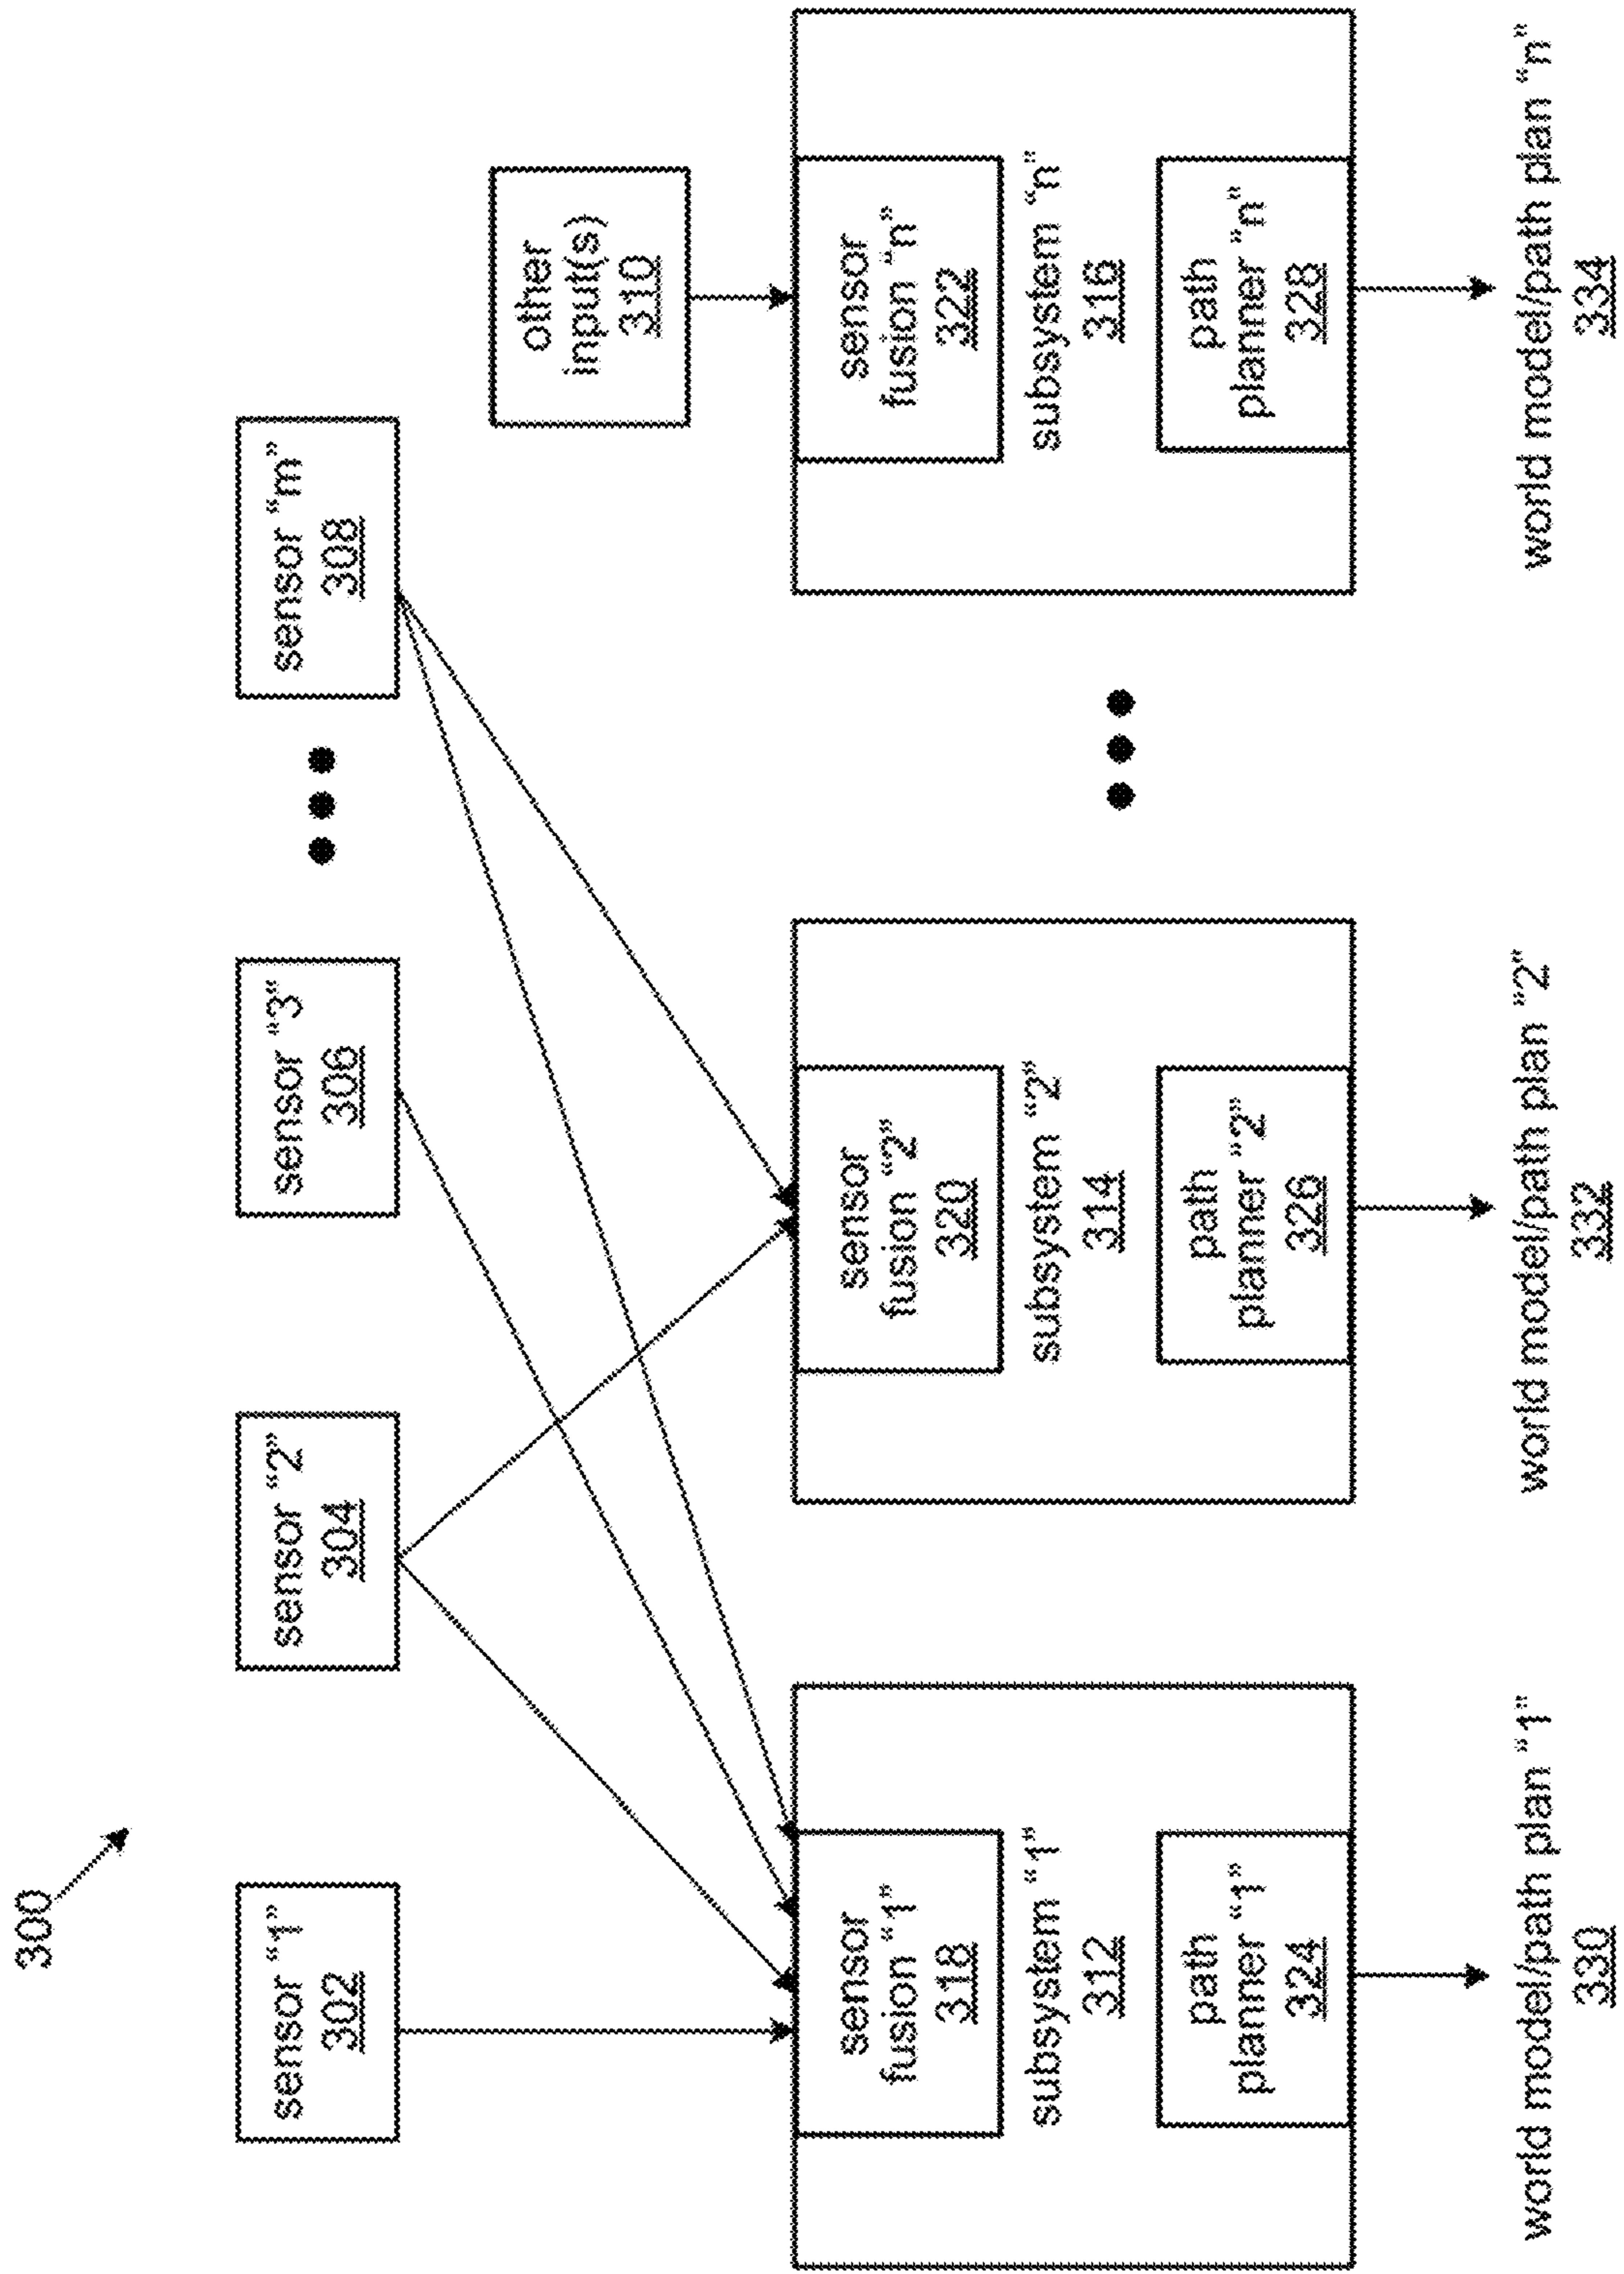 300
sensor “1”
302
sensor “2”
304
sensor “3”
306
sensor “m”
308
other
input(s)
310
sensor
fusion “1”
318
subsystem “1”
312
path
planner “1”
324
sensor
fusion “2”
320
subsystem “2”
314
path
planner “2”
326
sensor
fusion “n”
322
subsystem “n”
316
path
planner “n”
328
world model/path plan “1”
330
world model/path plan “2”
332
world model/path plan “n”
334